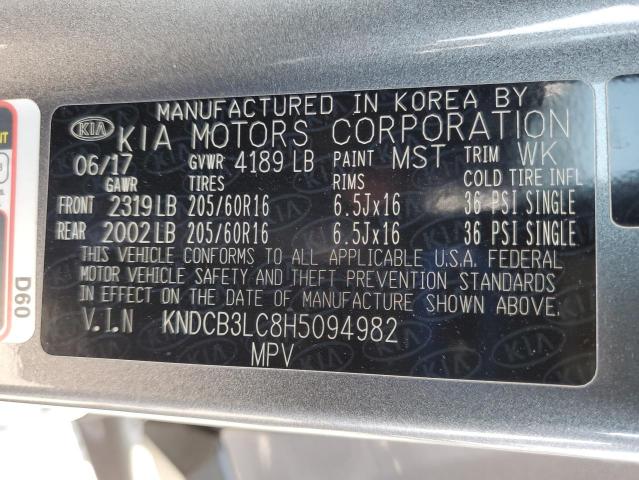 MANUFACTURED IN KOREA BY
KIA KIA MOTORS CORPORATION
06/17 GVWR 4189 LB PAINT MST TRIM WK
GAWR TIRES RIMS COLD TIRE INFL
FRONT 2319 LB 205/60R16 6.5Jx16 36 PSI SINGLE
REAR 2002 LB 205/60R16 6.5Jx16 36 PSI SINGLE
THIS VEHICLE CONFORMS TO ALL APPLICABLE U.S.A. FEDERAL
MOTOR VEHICLE SAFETY AND THEFT PREVENTION STANDARDS
IN EFFECT ON THE DATE OF MANUFACTURE SHOWN ABOVE.
V.I.N KNDCB3LC8H5094982
MPV
D60